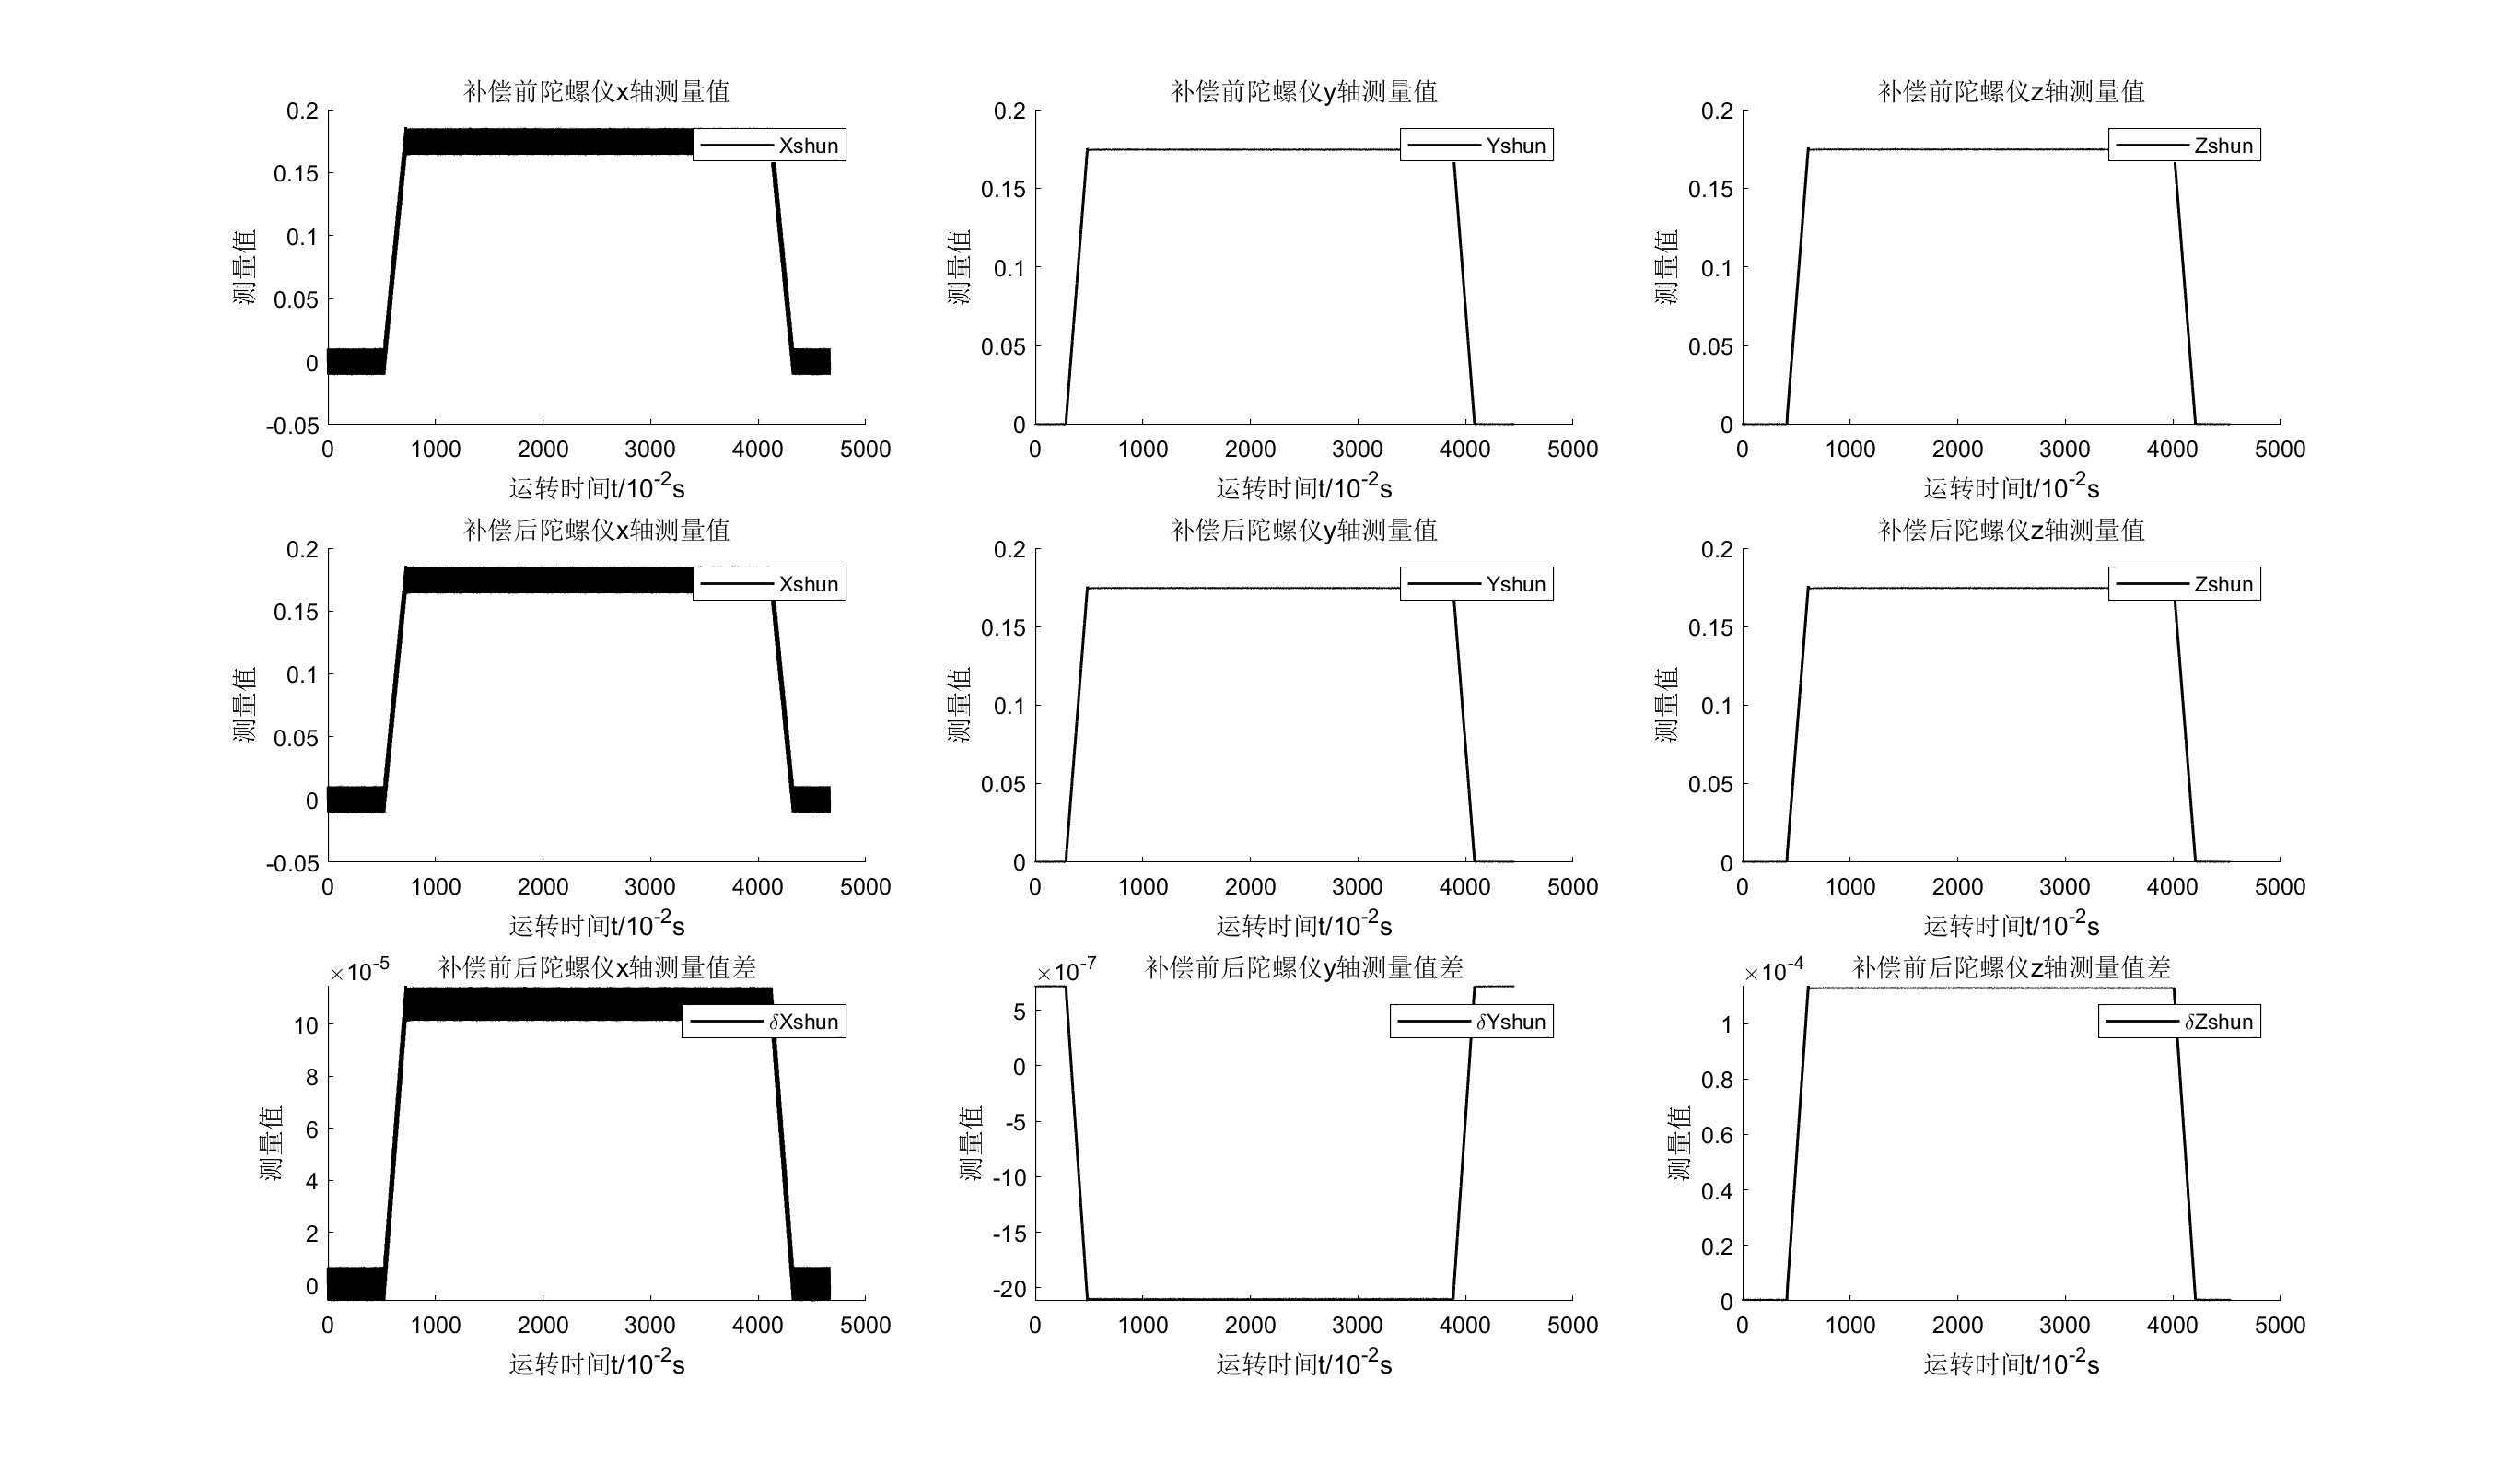 补偿前陀螺仪x轴测量值
0.2
0.15
0.1
0.05
0
-0.05
测量值
Xshun
0 1000 2000 3000 4000 5000
运转时间t/10-2s
补偿前陀螺仪y轴测量值
0.2
0.15
0.1
0.05
0
测量值
Yshun
0 1000 2000 3000 4000 5000
运转时间t/10-2s
补偿前陀螺仪z轴测量值
0.2
0.15
0.1
0.05
0
测量值
Zshun
0 1000 2000 3000 4000 5000
运转时间t/10-2s
补偿后陀螺仪x轴测量值
0.2
0.15
0.1
0.05
0
-0.05
测量值
Xshun
0 1000 2000 3000 4000 5000
运转时间t/10-2s
补偿后陀螺仪y轴测量值
0.2
0.15
0.1
0.05
0
测量值
Yshun
0 1000 2000 3000 4000 5000
运转时间t/10-2s
补偿后陀螺仪z轴测量值
0.2
0.15
0.1
0.05
0
测量值
Zshun
0 1000 2000 3000 4000 5000
运转时间t/10-2s
×10-5
补偿前后陀螺仪x轴测量值差
10
8
6
4
2
0
测量值
δXshun
0 1000 2000 3000 4000 5000
运转时间t/10-2s
×10-7
补偿前后陀螺仪y轴测量值差
5
0
-5
-10
-15
-20
测量值
δYshun
0 1000 2000 3000 4000 5000
运转时间t/10-2s
×10-4
补偿前后陀螺仪z轴测量值差
1
0.8
0.6
0.4
0.2
0
测量值
δZshun
0 1000 2000 3000 4000 5000
运转时间t/10-2s